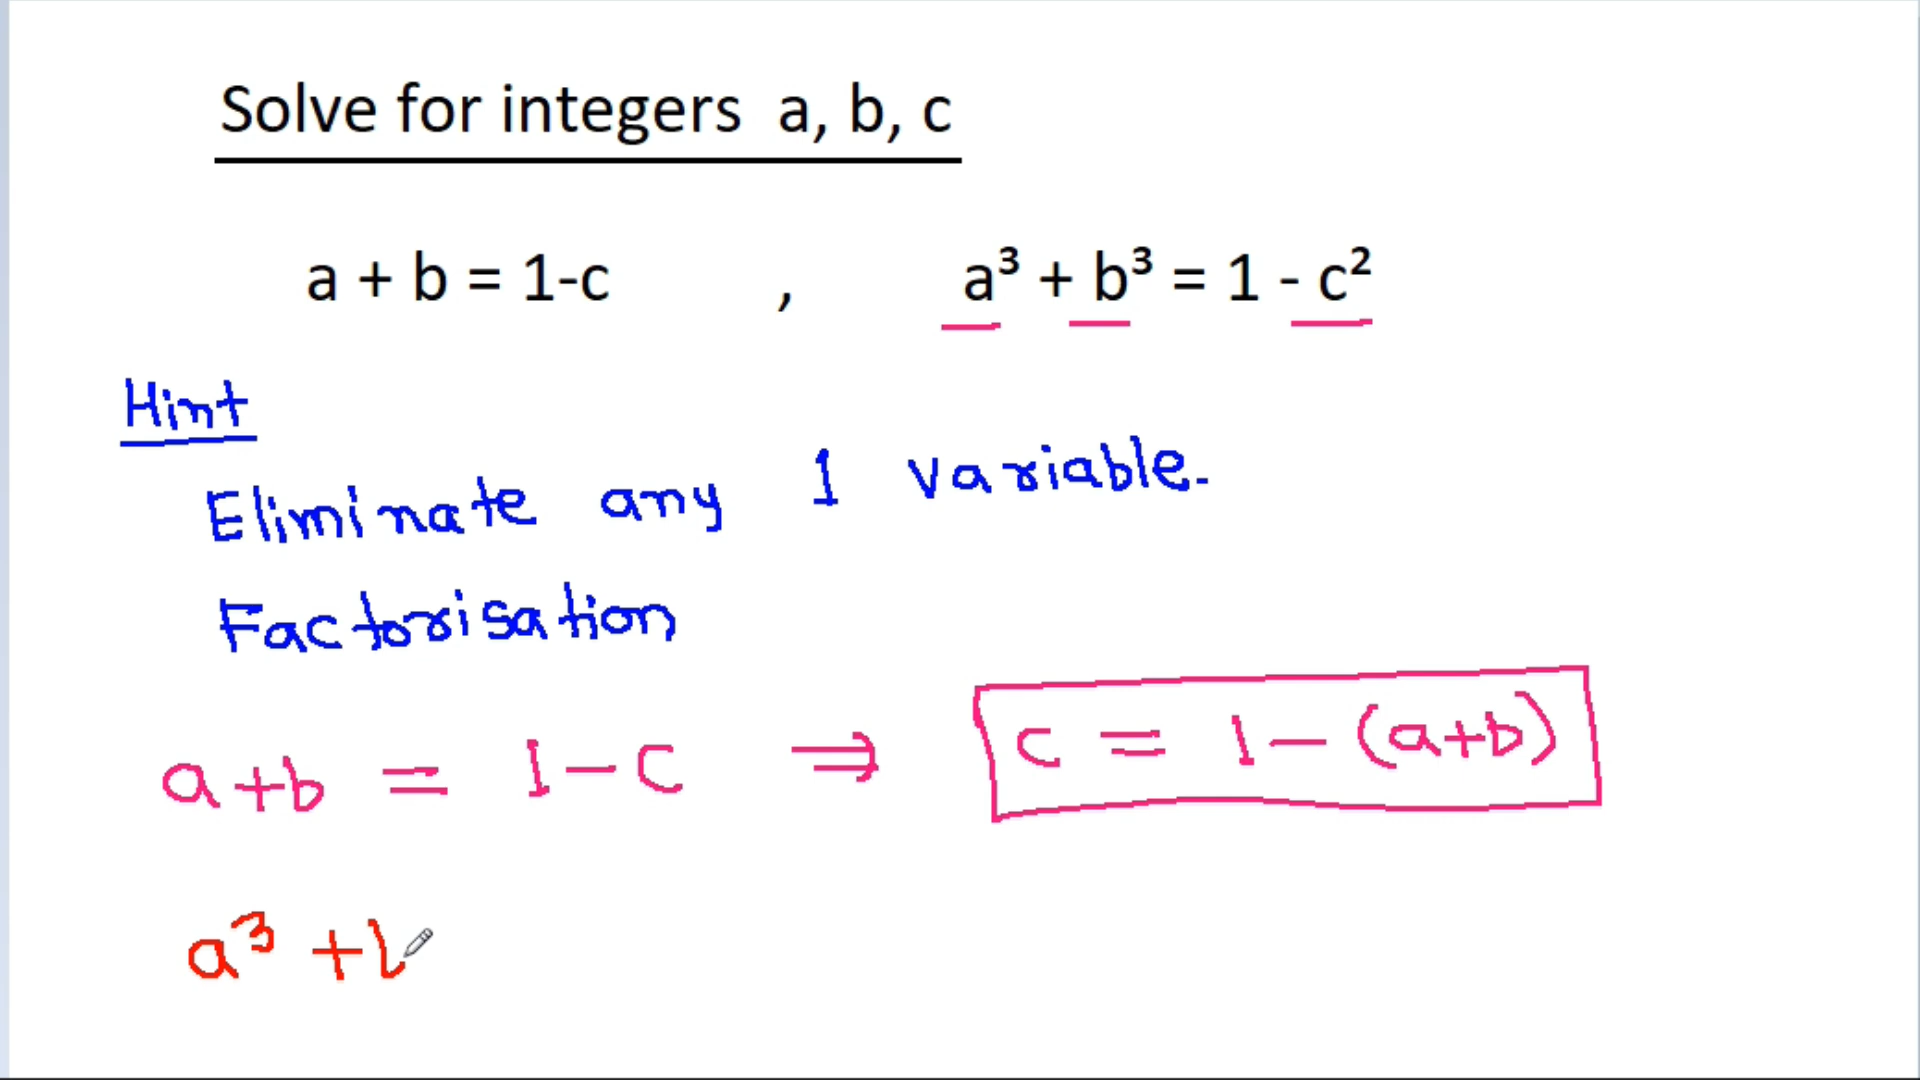 Solve for integers a, b, c
a + b = 1-c , a³ + b³ = 1 - c²
Hint
Eliminate any 1 variable.
Factorisation
a+b = 1-c ⇒ c = 1-(a+b)
a³ +b